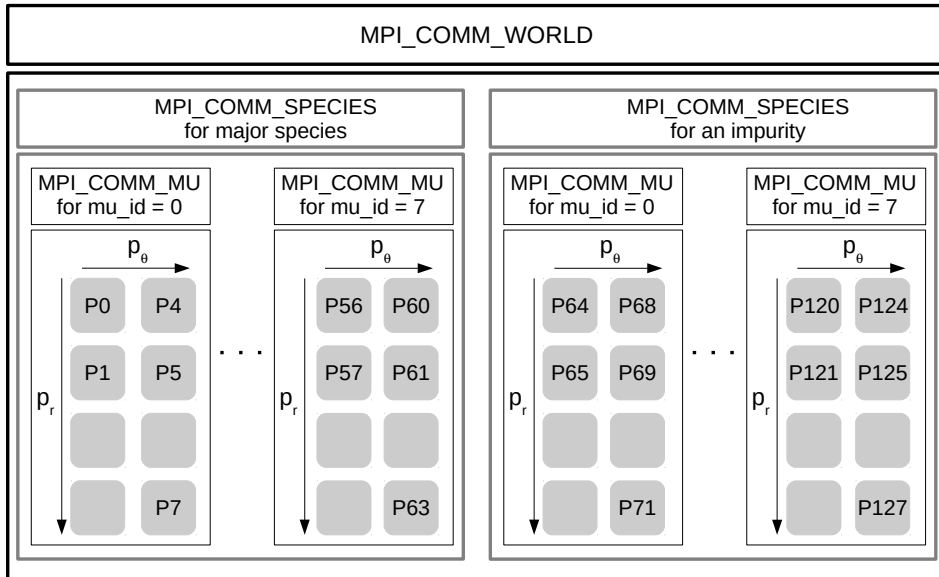 MPI_COMM_WORLD
MPI_COMM_SPECIES
for major species
MPI_COMM_SPECIES
for an impurity
MPI_COMM_MU
for mu_id = 0
MPI_COMM_MU
for mu_id = 7
MPI_COMM_MU
for mu_id = 0
MPI_COMM_MU
for mu_id = 7
pθ
pθ
pθ
pθ
P0 P4
P56 P60
P64 P68
P120 P124
. . .
. . .
P1 P5
P57 P61
P65 P69
P121 P125
pr
pr
pr
pr
P7
P63
P71
P127